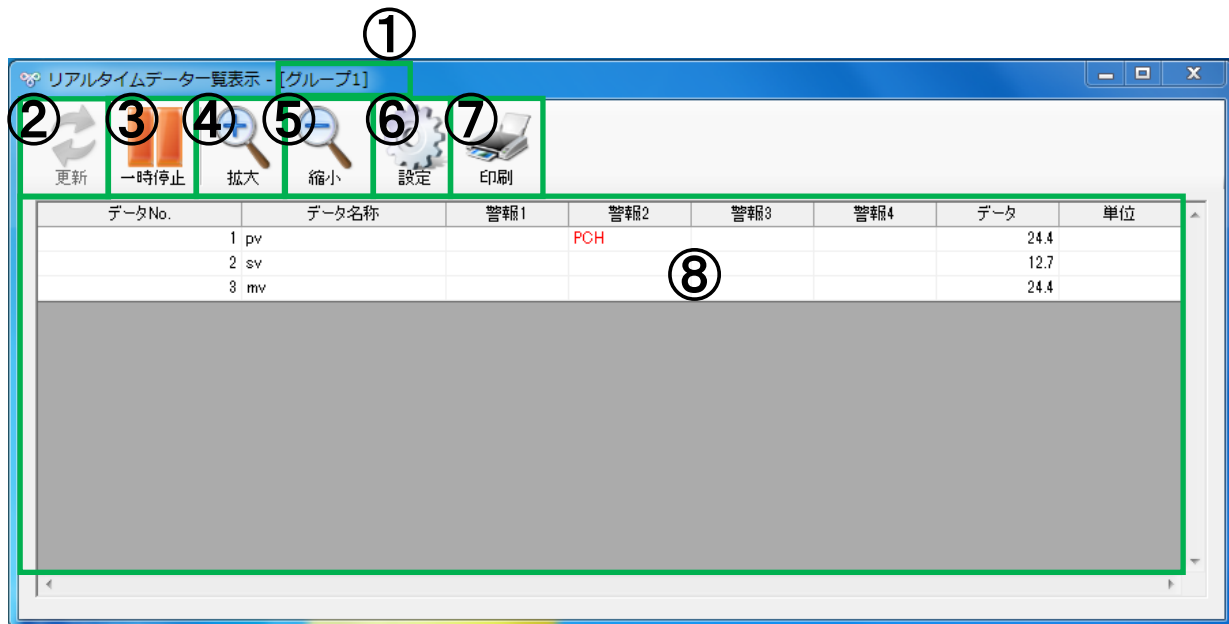 ①
リアルタイムデータ一覧表示 - [グループ1]
② ③ ④ ⑤ ⑥ ⑦
更新 一時停止 拡大 縮小 設定 印刷
データNo. データ名称 警報1 警報2 警報3 警報4 データ 単位
1 pv PCH 24.4
2 sv 12.7
3 mv 24.4
⑧